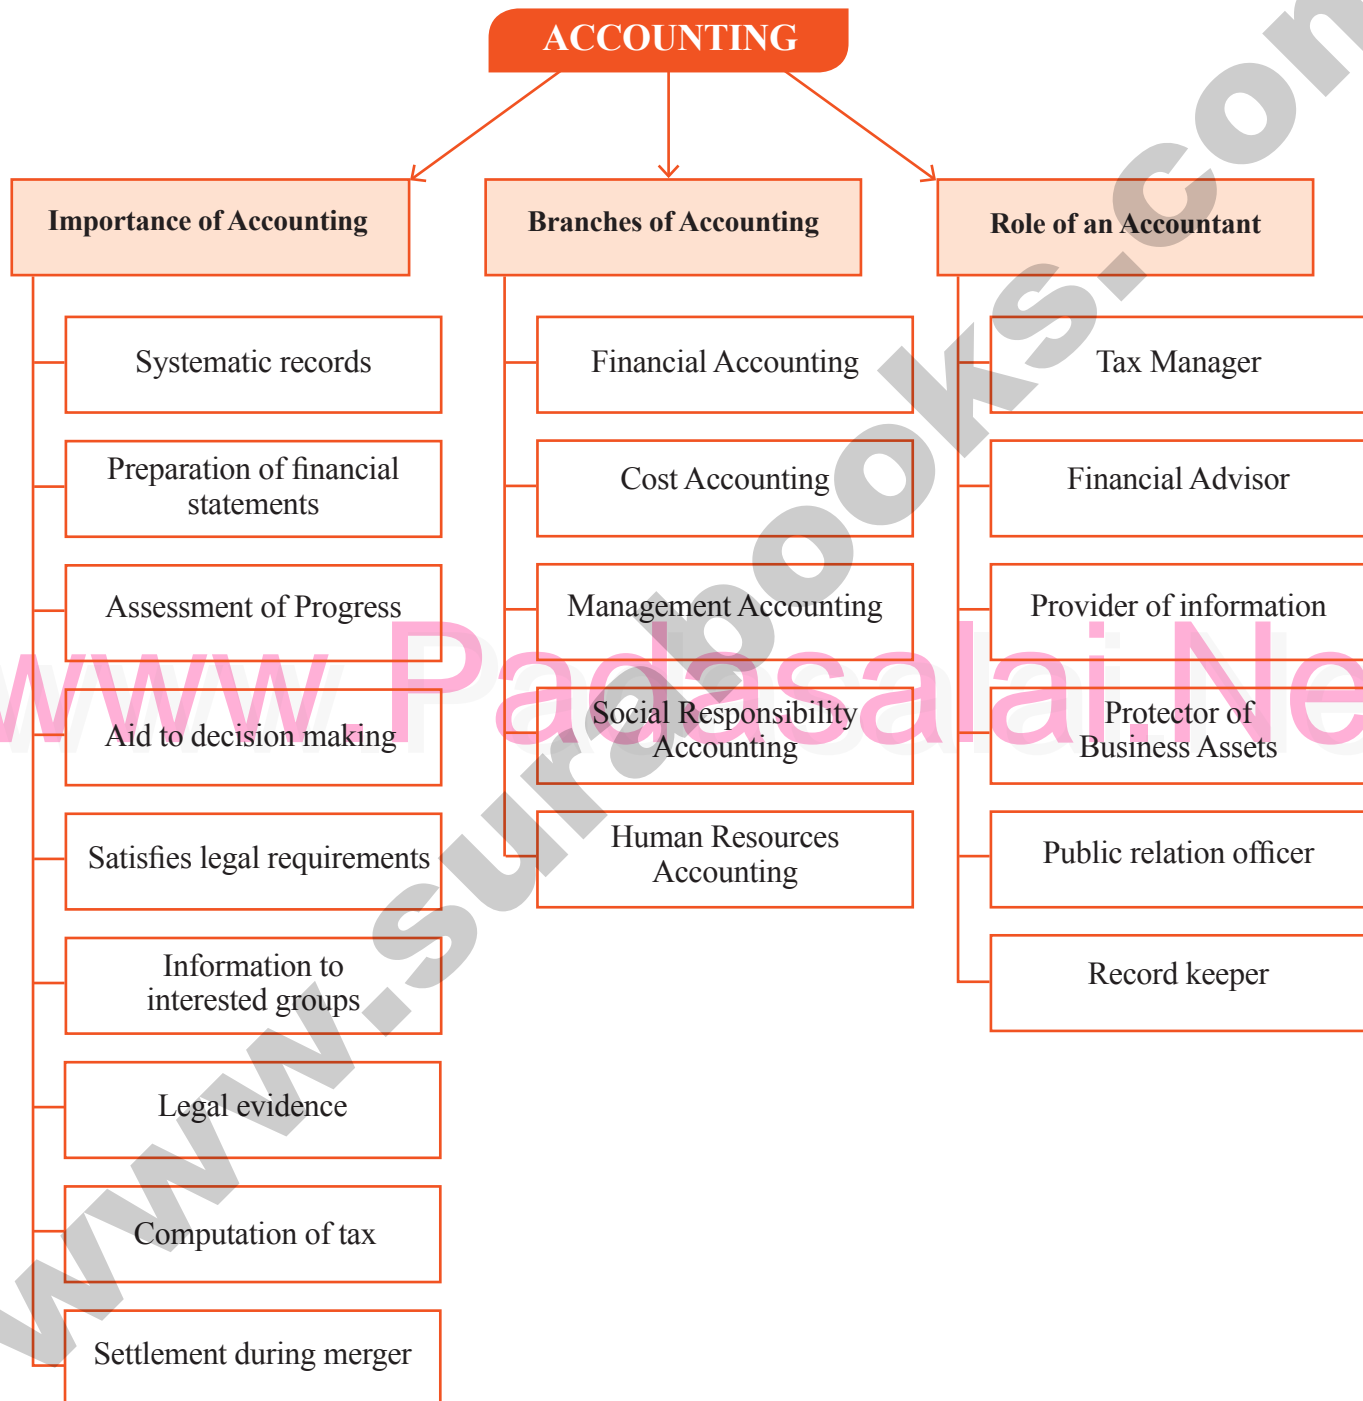 ACCOUNTING
Importance of Accounting
Systematic records
Preparation of financial
statements
Assessment of Progress
Aid to decision making
Satisfies legal requirements
Information to
interested groups
Legal evidence
Computation of tax
Settlement during merger
Branches of Accounting
Financial Accounting
Cost Accounting
Management Accounting
Social Responsibility
Accounting
Human Resources
Accounting
Role of an Accountant
Tax Manager
Financial Advisor
Provider of information
Protector of
Business Assets
Public relation officer
Record keeper
www.Padasalai.Ne
www.surabooks.com